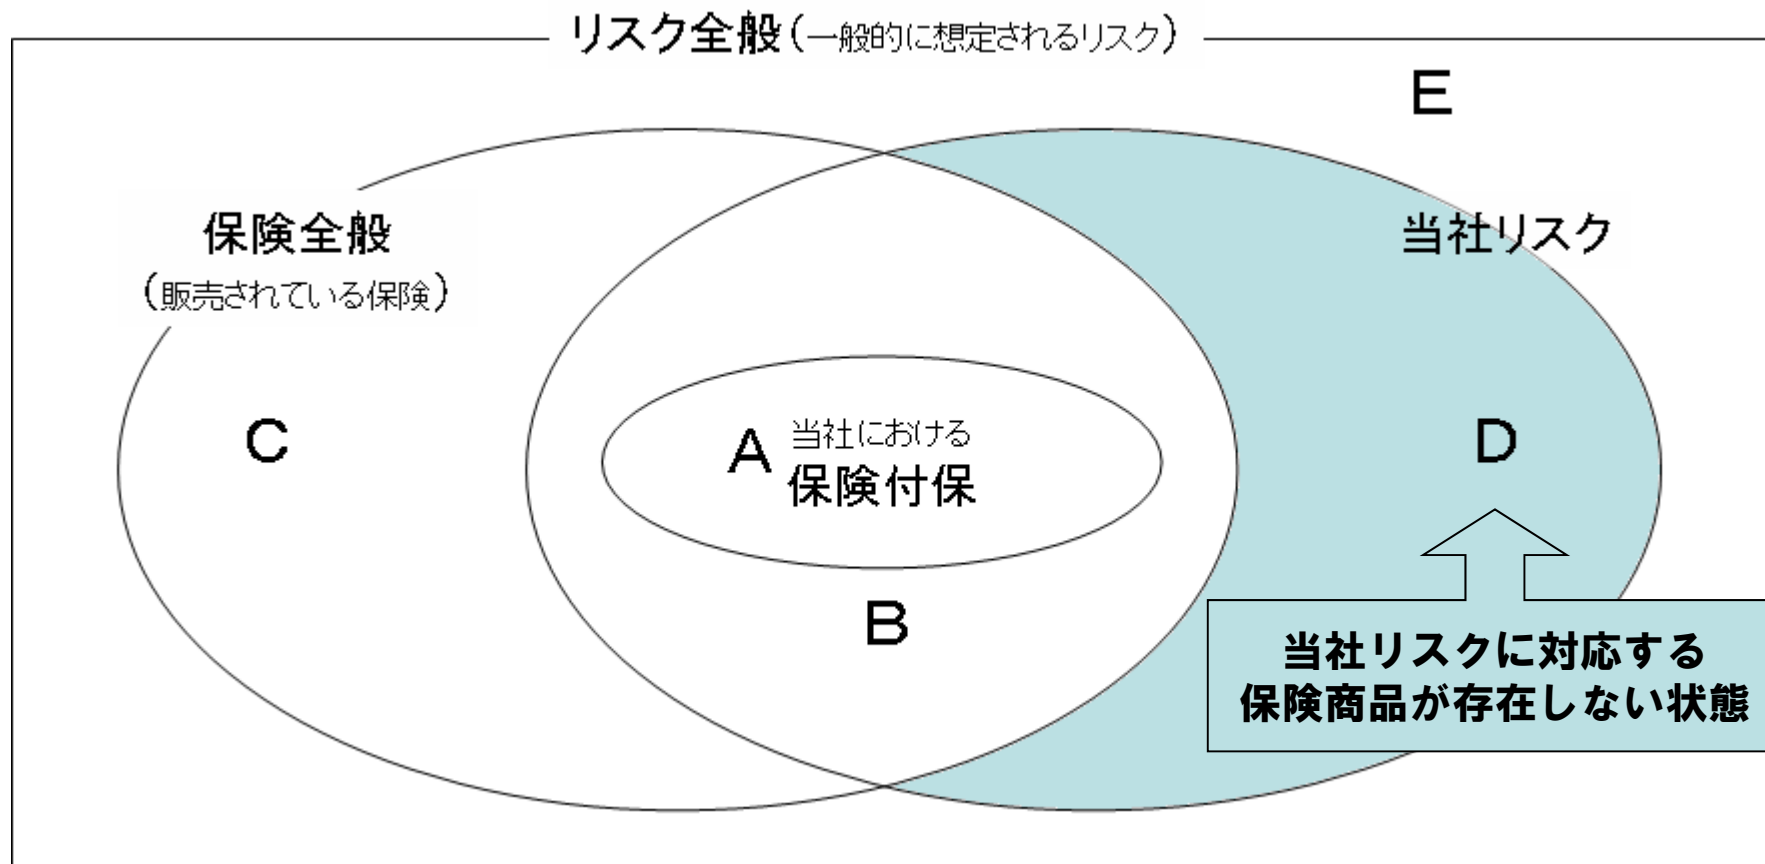 リスク全般（一般的に想定されるリスク）
E
保険全般
（販売されている保険）
当社リスク
C
A 当社における
保険付保
D
B
当社リスクに対応する
保険商品が存在しない状態